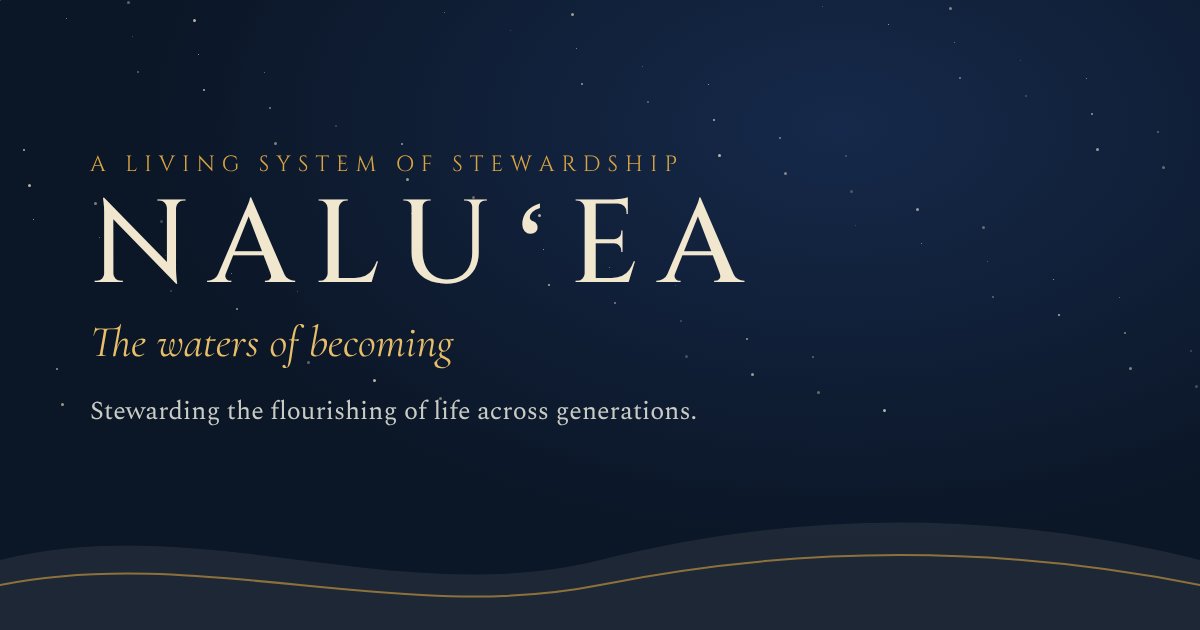 A LIVING SYSTEM OF STEWARDSHIP
NALUʻEA
The waters of becoming
Stewarding the flourishing of life across generations.